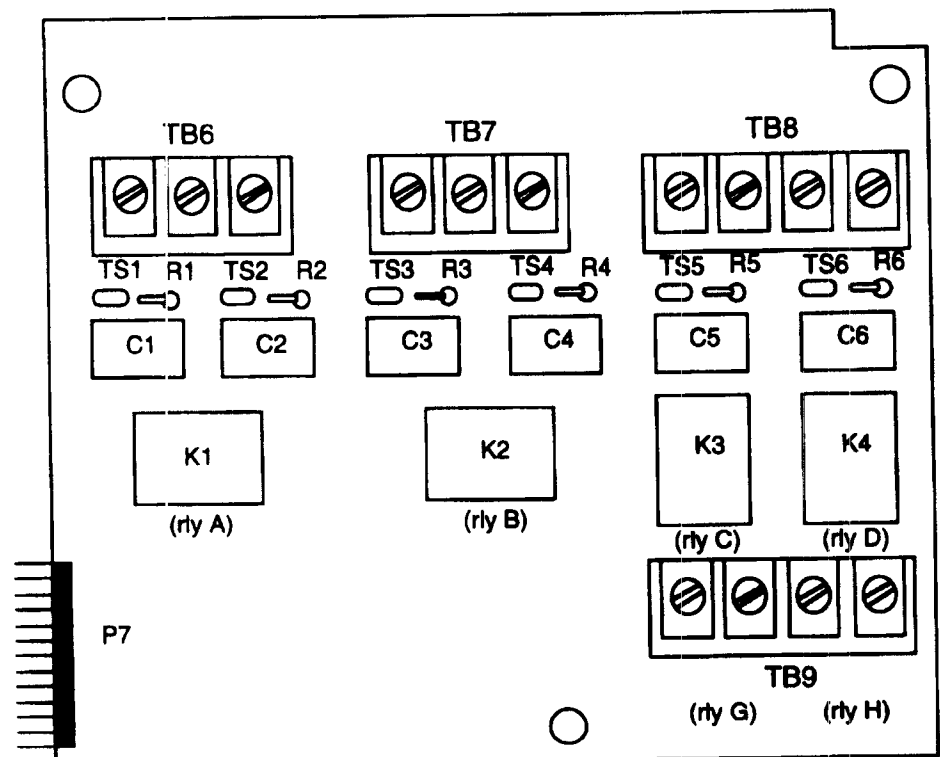 TB6 TB7 TB8
TS1 R1 TS2 R2 TS3 R3 TS4 R4 TS5 R5 TS6 R6
C1 C2 C3 C4 C5 C6
K1 K2 K3 K4
(rly A) (rly B) (rly C) (rly D)
P7
TB9
(rly G) (rly H)